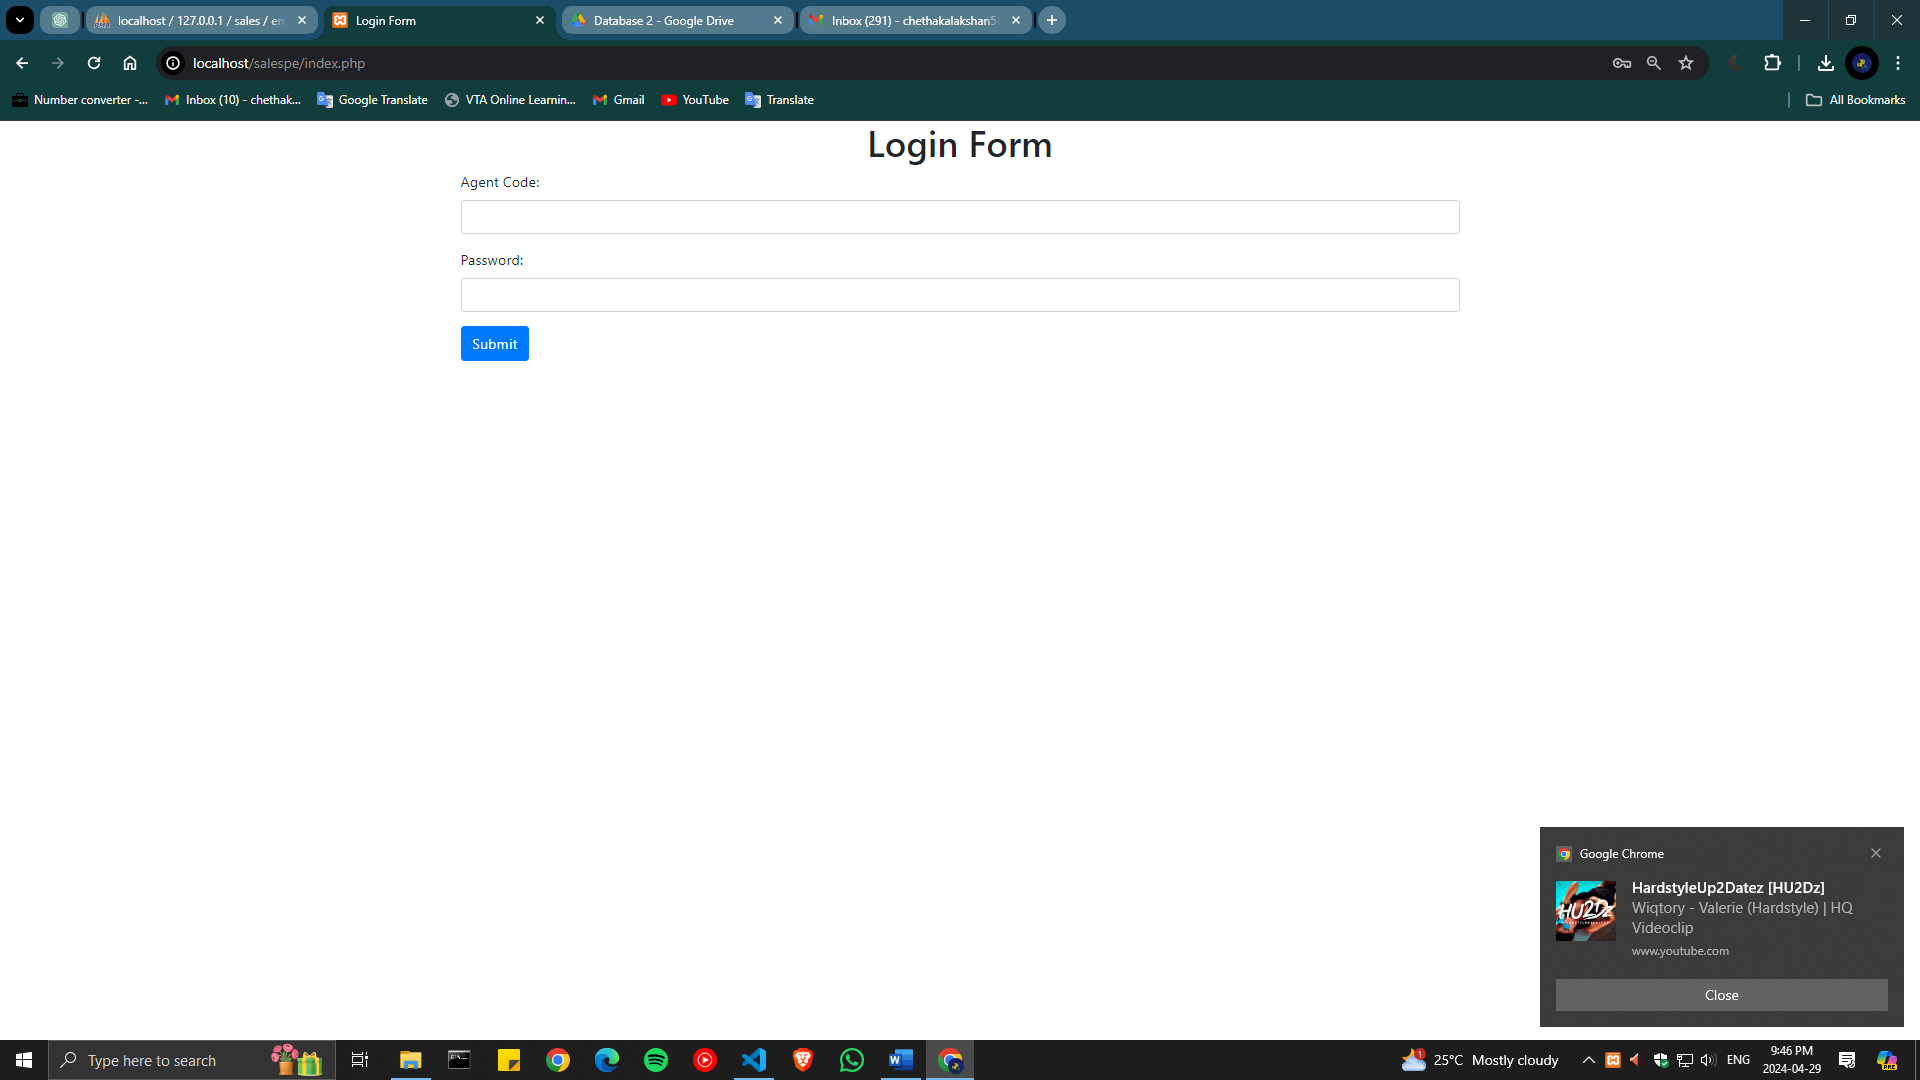 localhost / 127.0.0.1 / sales / en
Login Form
Database 2 - Google Drive
Inbox (291) - chethakalakshan5
localhost/salespe/index.php
Number converter -...
Inbox (10) - chethak...
Google Translate
VTA Online Learnin...
Gmail
YouTube
Translate
All Bookmarks
Login Form
Agent Code:
Password:
Submit
Google Chrome
HU2Dz
HardstyleUp2Datez [HU2Dz]
Wiqtory - Valerie (Hardstyle) | HQ
Videoclip
www.youtube.com
Close
Type here to search
1
25°C Mostly cloudy
ENG
9:46 PM
2024-04-29
PRE